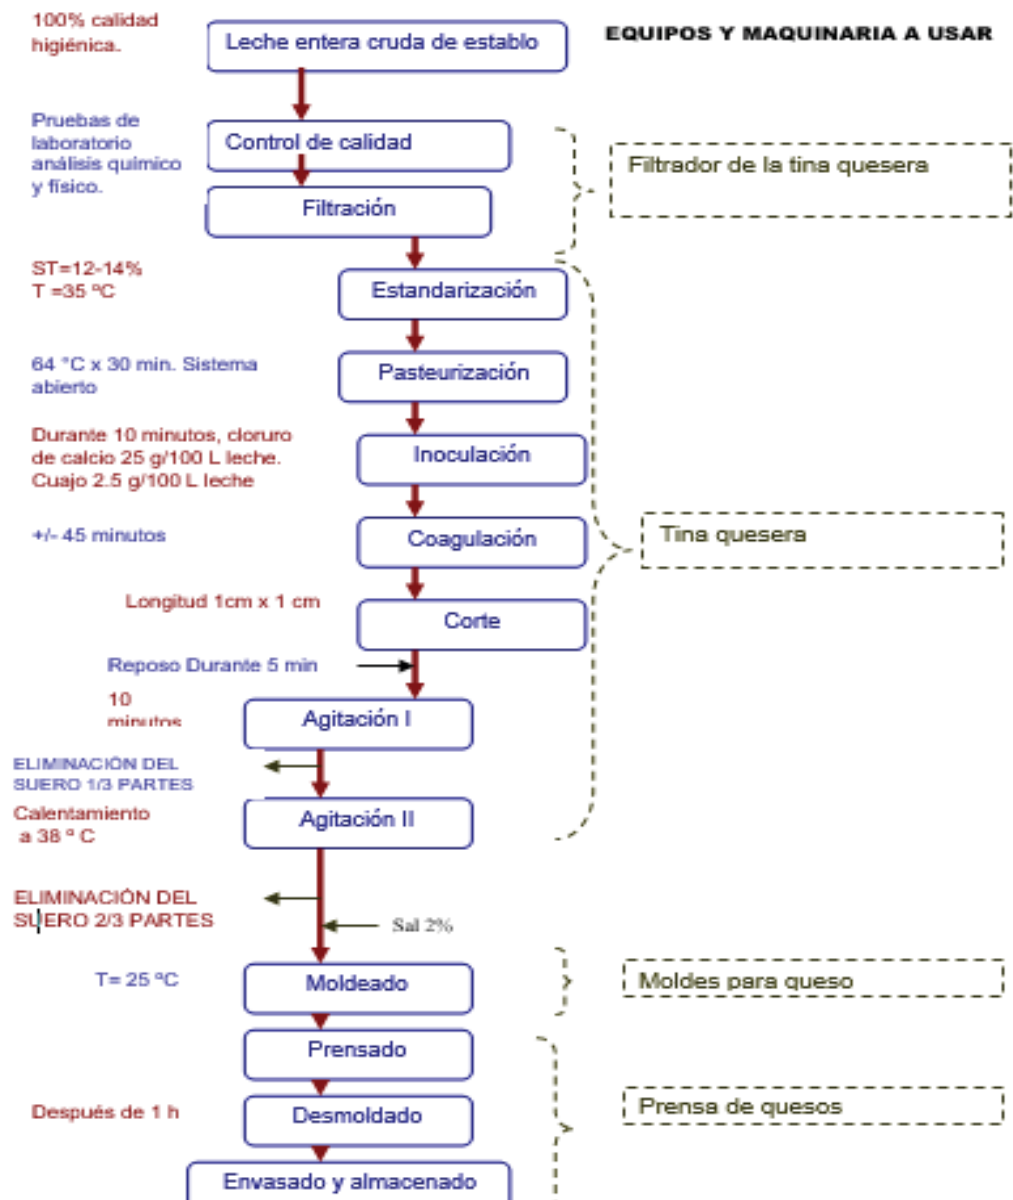 100% calidad
higiénica.
Leche entera cruda de establo
EQUIPOS Y MAQUINARIA A USAR
Pruebas de
laboratorio
análisis químico
y físico.
Control de calidad
Filtrador de la tina quesera
Filtración
ST=12-14%
T =35 ºC
Estandarización
64 °C x 30 min. Sistema
abierto
Pasteurización
Durante 10 minutos, cloruro
de calcio 25 g/100 L leche.
Cuajo 2.5 g/100 L leche
Inoculación
+/- 45 minutos
Coagulación
Tina quesera
Longitud 1cm x 1 cm
Corte
Reposo Durante 5 min
10
minutos
Agitación I
ELIMINACIÓN DEL
SUERO 1/3 PARTES
Calentamiento
a 38 º C
Agitación II
ELIMINACIÓN DEL
SUERO 2/3 PARTES
Sal 2%
T= 25 ºC
Moldeado
Moldes para queso
Prensado
Después de 1 h
Desmoldado
Prensa de quesos
Envasado y almacenado